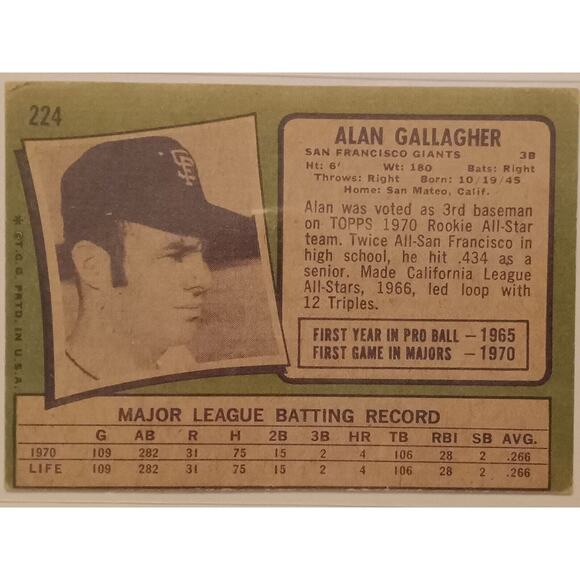 224
SF
ALAN GALLAGHER
SAN FRANCISCO GIANTS 3B
Ht: 6' Wt: 180 Bats: Right
Throws: Right Born: 10/19/45
Home: San Mateo, Calif.
Alan was voted as 3rd baseman
on TOPPS 1970 Rookie All-Star
team. Twice All-San Francisco in
high school, he hit .434 as a
senior. Made California League
All-Stars, 1966, led loop with
12 Triples.
FIRST YEAR IN PRO BALL – 1965
FIRST GAME IN MAJORS – 1970
* ©T.C.G. PRTD. IN U.S.A.
MAJOR LEAGUE BATTING RECORD
G AB R H 2B 3B HR TB RBI SB AVG.
1970 109 282 31 75 15 2 4 106 28 2 .266
LIFE 109 282 31 75 15 2 4 106 28 2 .266